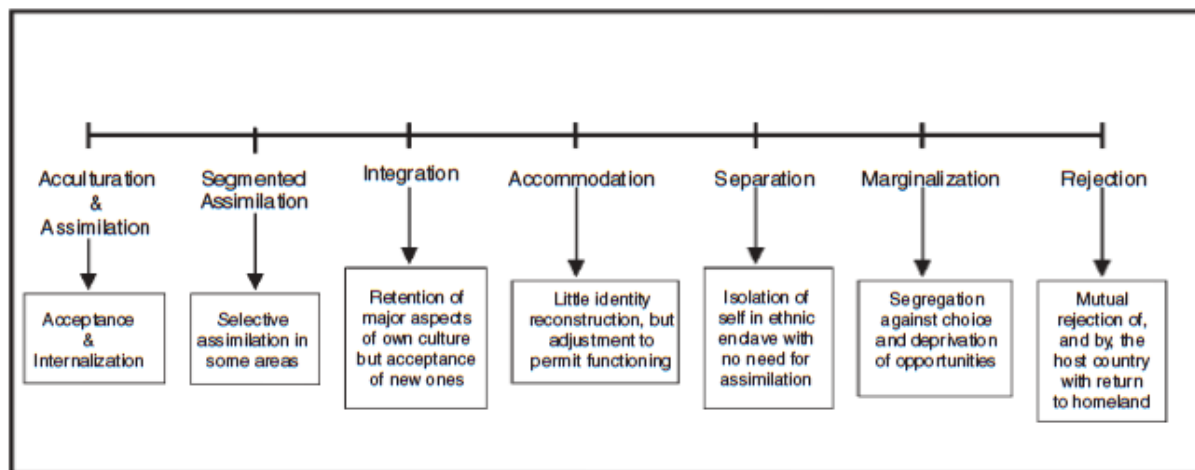 Acculturation
&
Assimilation
Segmented
Assimilation
Integration
Accommodation
Separation
Marginalization
Rejection
Acceptance
&
Internalization
Selective
assimilation in
some areas
Retention of
major aspects
of own culture
but acceptance
of new ones
Little identity
reconstruction, but
adjustment to
permit functioning
Isolation of
self in ethnic
enclave with
no need for
assimilation
Segregation
against choice
and deprivation
of opportunities
Mutual
rejection of,
and by, the
host country
with return
to homeland